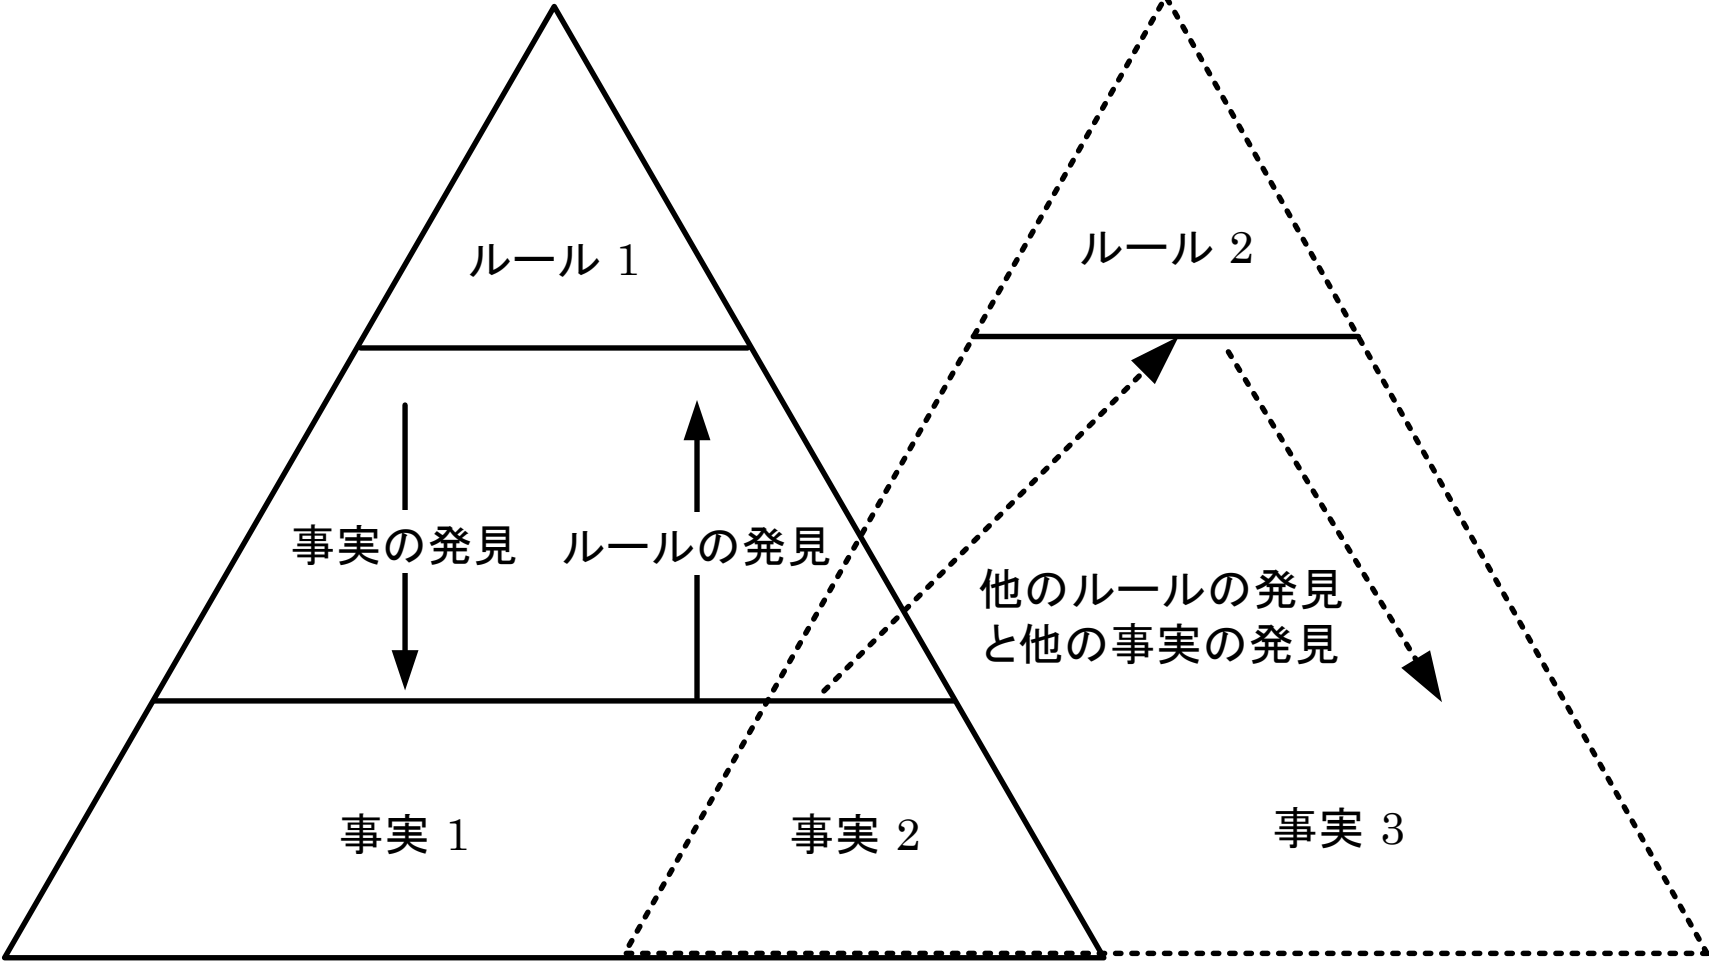 ルール 1
ルール 2
事実の発見
ルールの発見
他のルールの発見
と他の事実の発見
事実 1
事実 2
事実 3